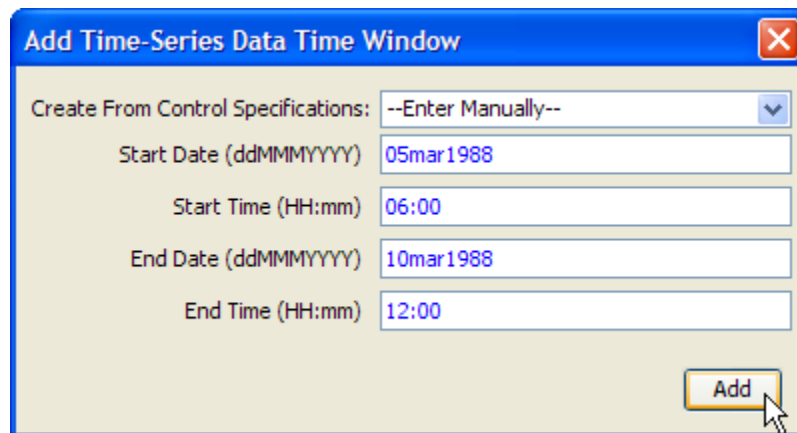 Add Time-Series Data Time Window
Create From Control Specifications: --Enter Manually--
Start Date (ddMMMYYYY) 05mar1988
Start Time (HH:mm) 06:00
End Date (ddMMMYYYY) 10mar1988
End Time (HH:mm) 12:00
Add